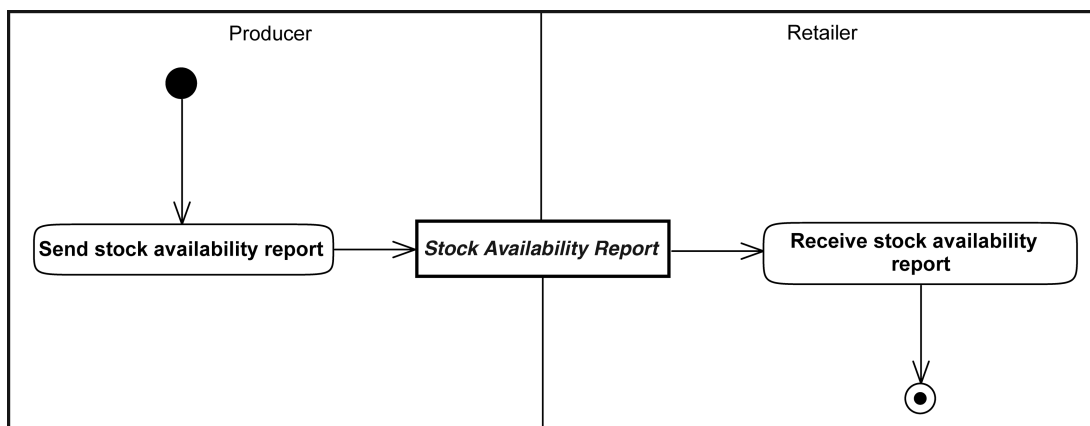 Producer
Retailer
Send stock availability report
Stock Availability Report
Receive stock availability
report